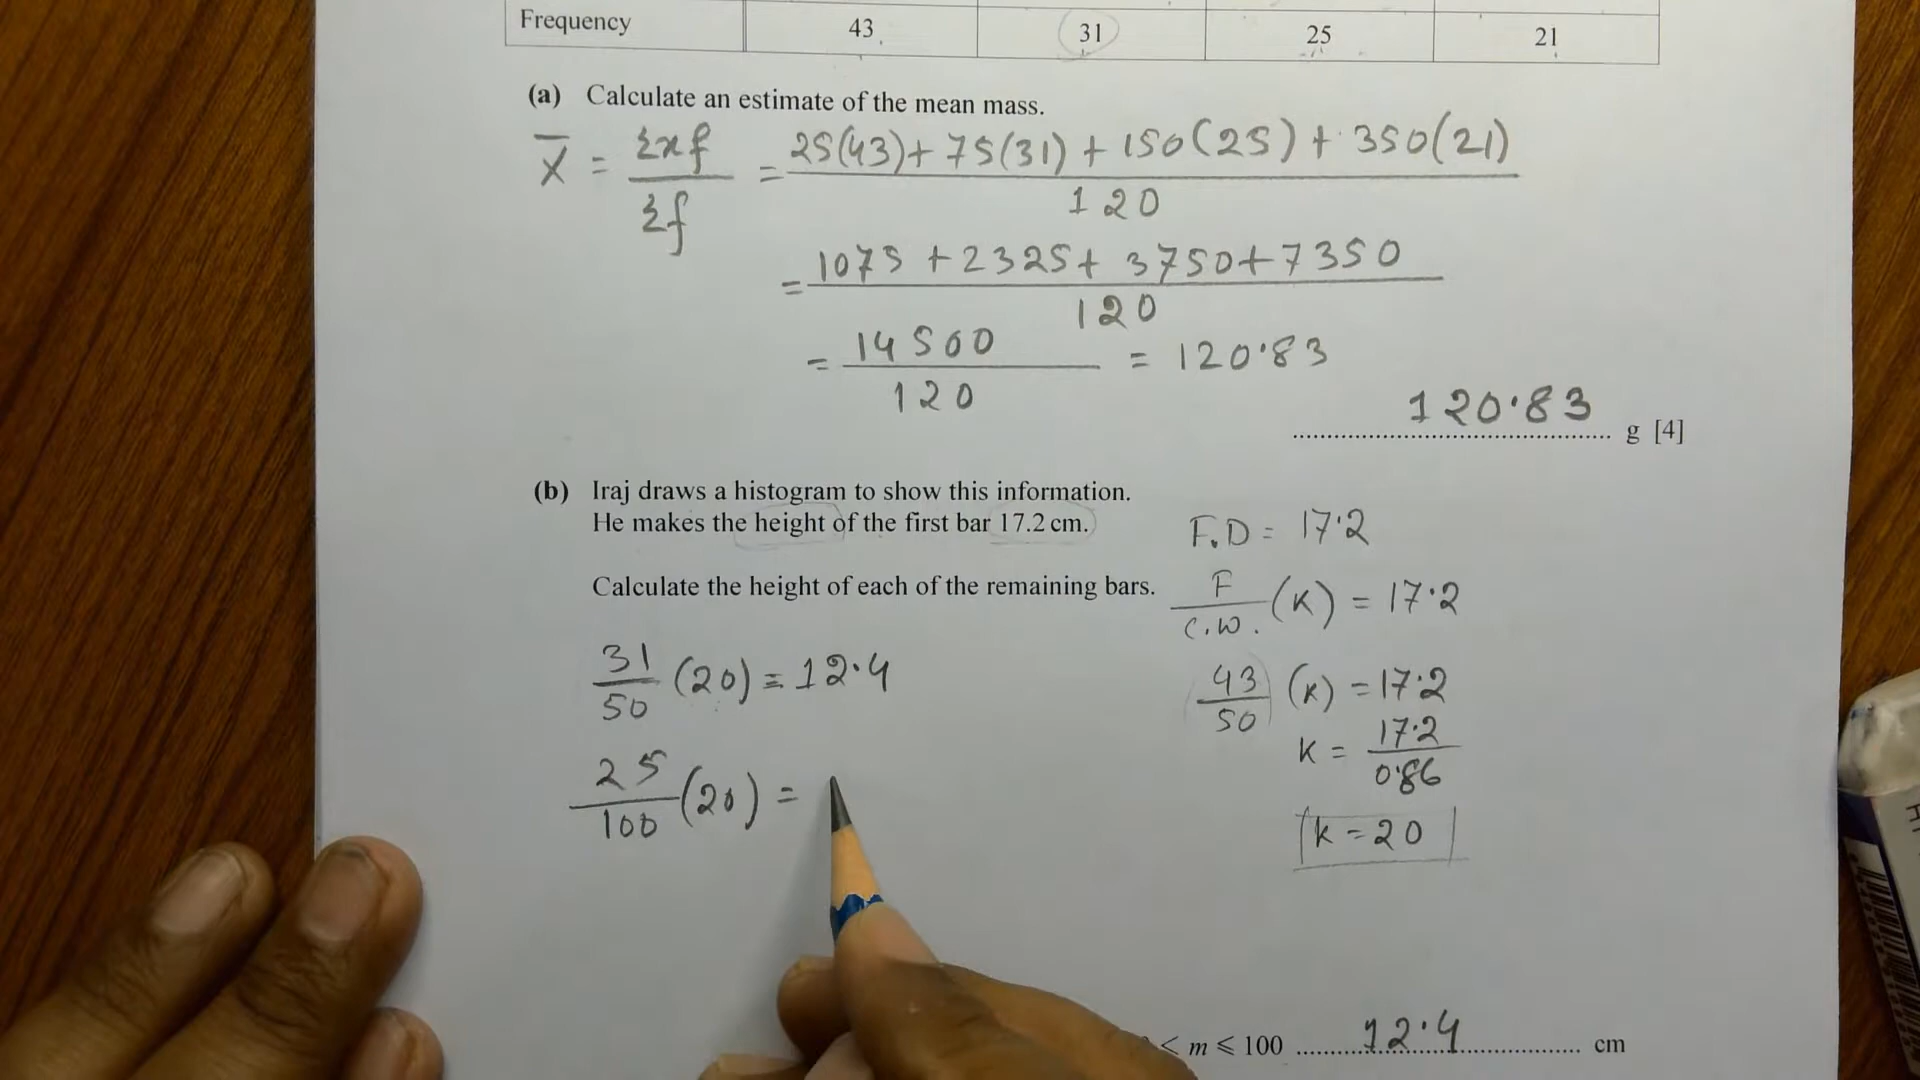 Frequency 43 31 25 21
(a) Calculate an estimate of the mean mass.
x̄ = Σxf / Σf = 25(43) + 75(31) + 150(25) + 350(21) / 120
= 1075 + 2325 + 3750 + 7350 / 120
= 14500 / 120 = 120.83
120.83 g [4]
(b) Iraj draws a histogram to show this information.
He makes the height of the first bar 17.2 cm.
Calculate the height of each of the remaining bars.
F.D = 17.2
F / C.W. (K) = 17.2
43 / 50 (K) = 17.2
K = 17.2 / 0.86
K = 20
31 / 50 (20) = 12.4
25 / 100 (20) =
< m ⩽ 100 12.4 cm